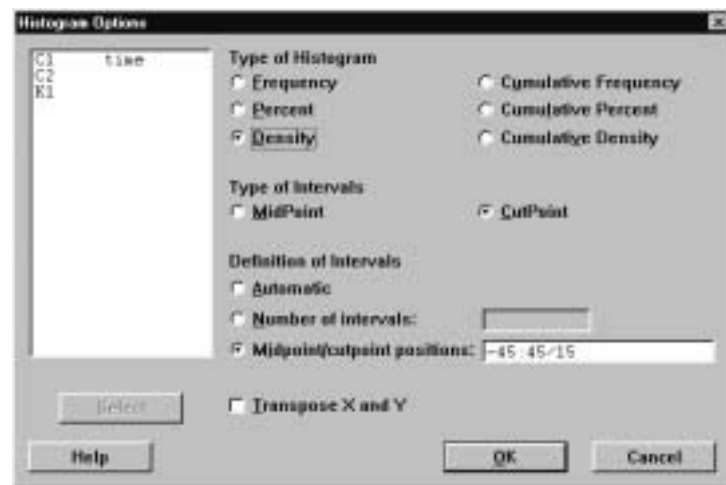 Histogram Options
C1 time
C2
K1
Type of Histogram
Frequency
Cumulative Frequency
Percent
Cumulative Percent
Density
Cumulative Density
Type of Intervals
MidPoint
CutPoint
Definition of Intervals
Automatic
Number of intervals:
Midpoint/cutpoint positions: -45:45/15
Select
Transpose X and Y
Help
OK
Cancel